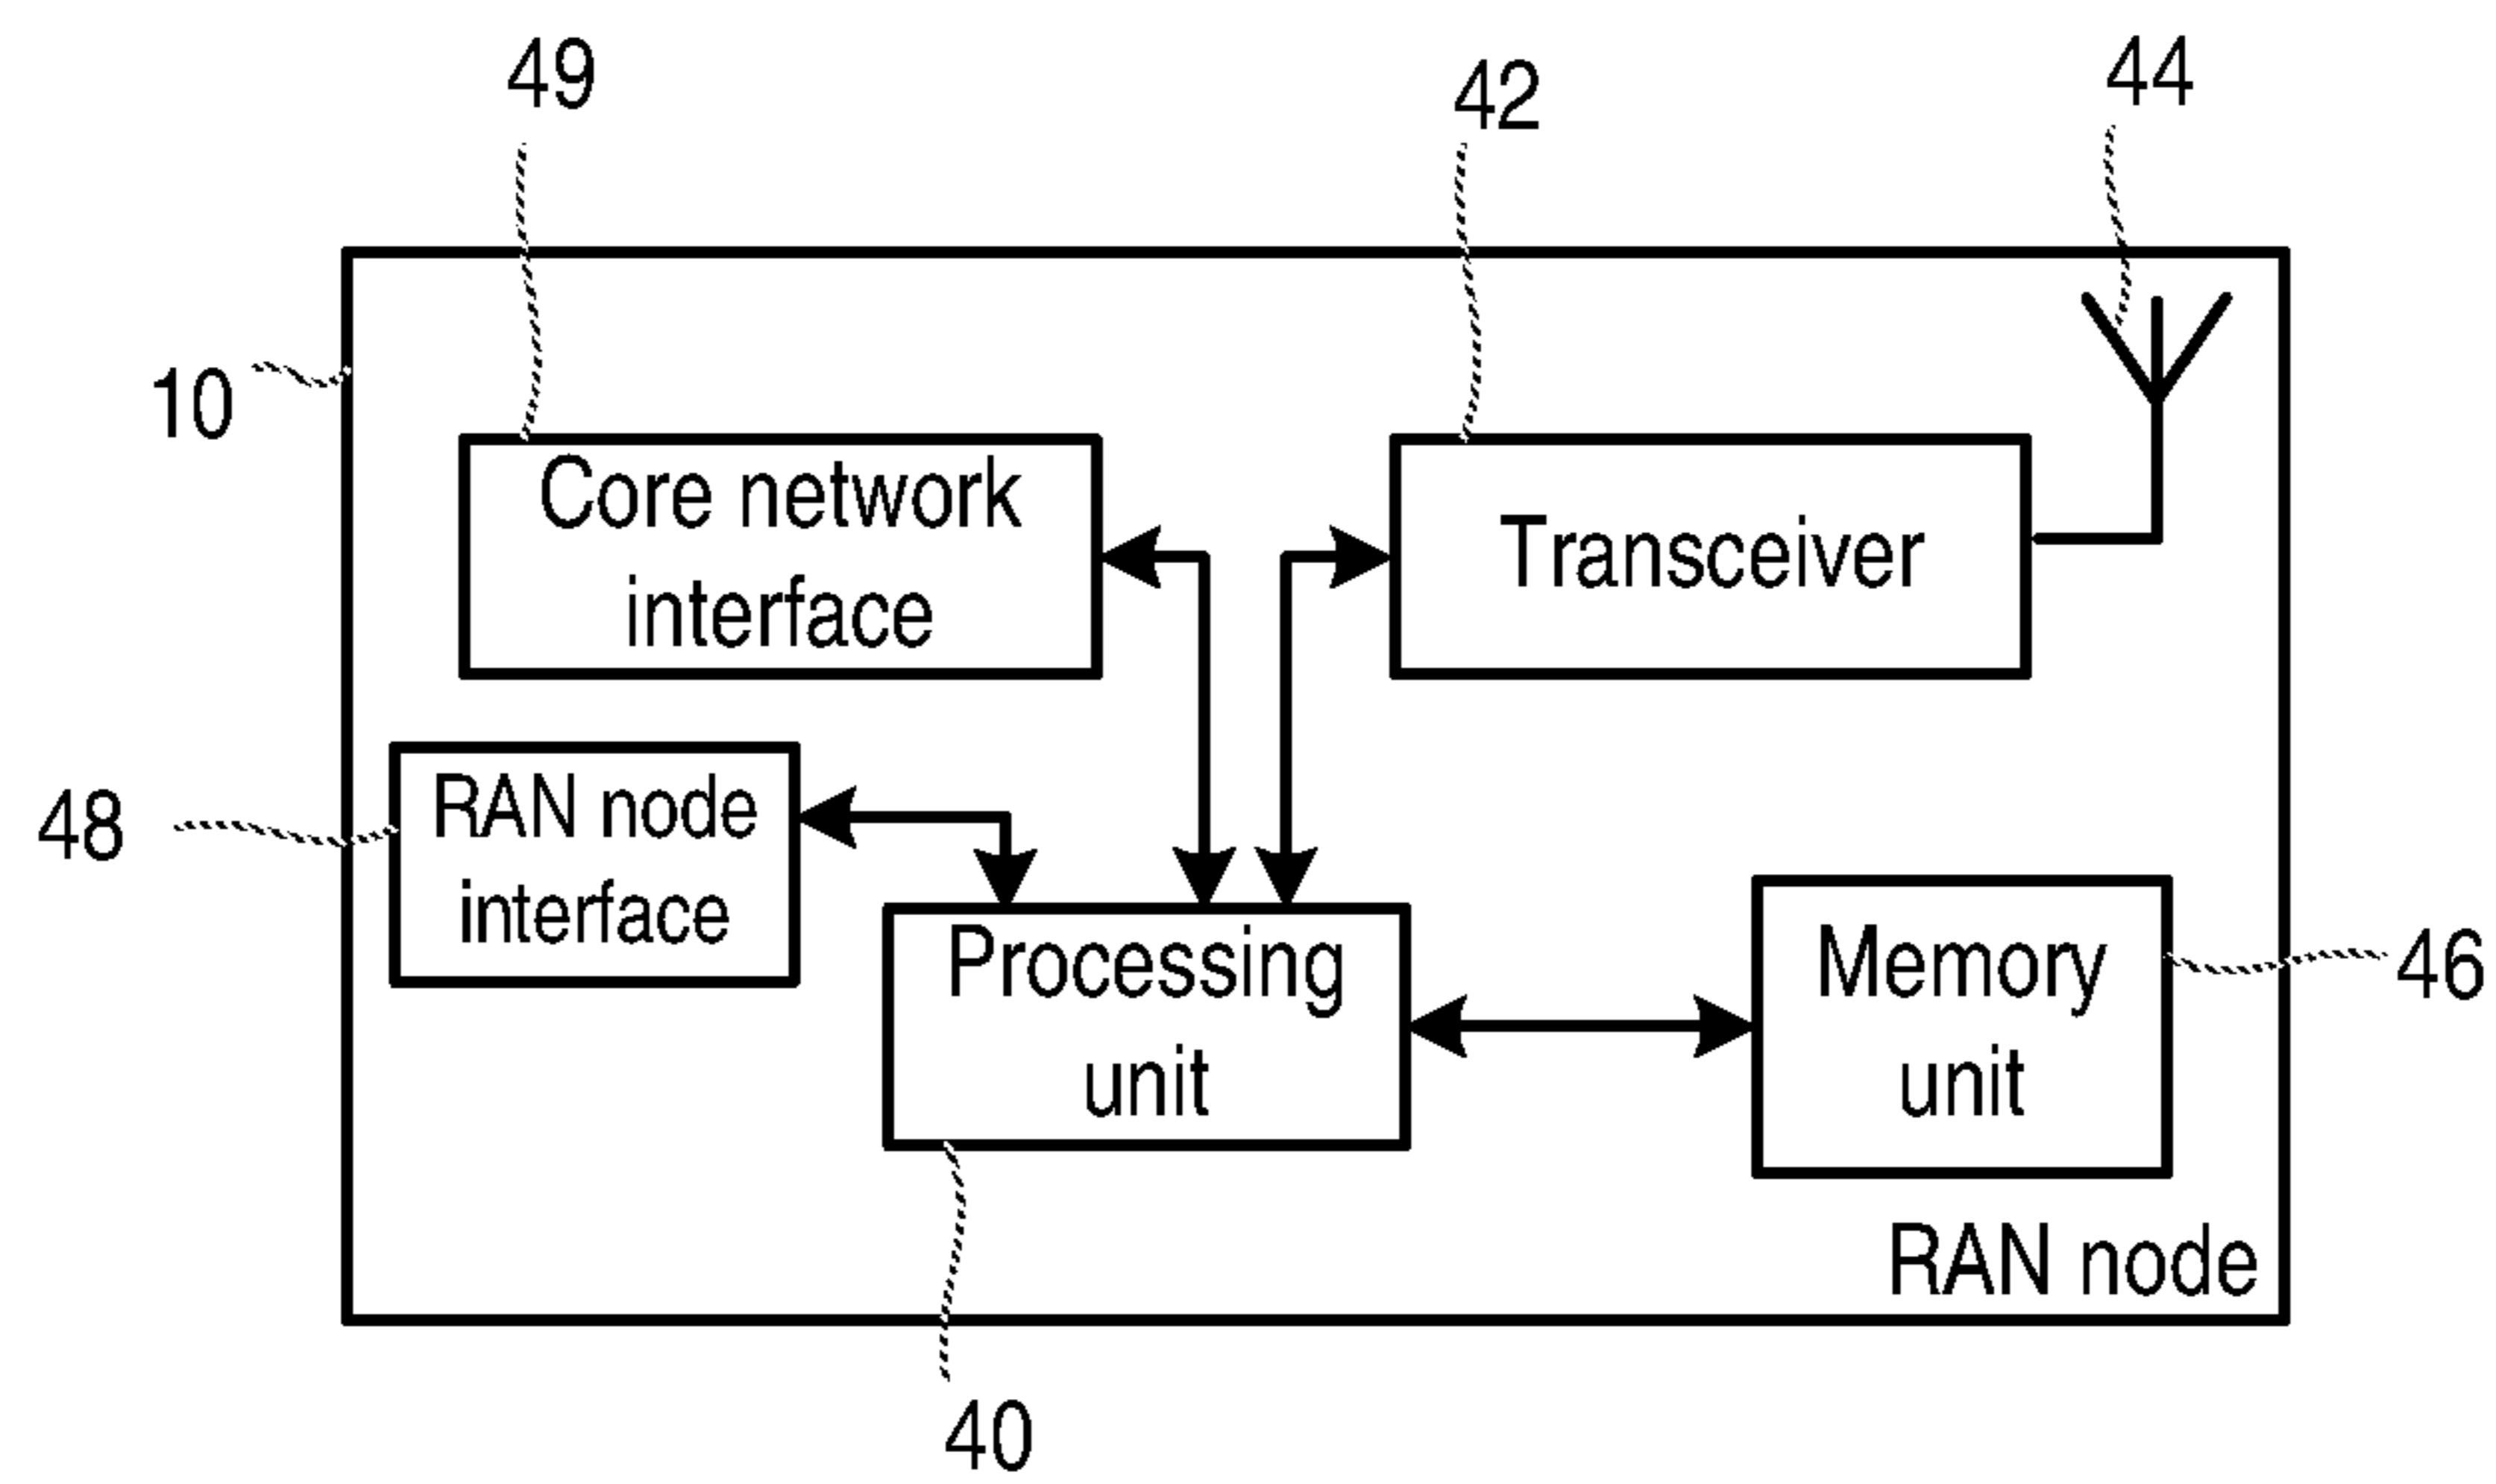 49
42
44
10
Core network
interface
Transceiver
48
RAN node
interface
Processing
unit
Memory
unit
46
RAN node
40